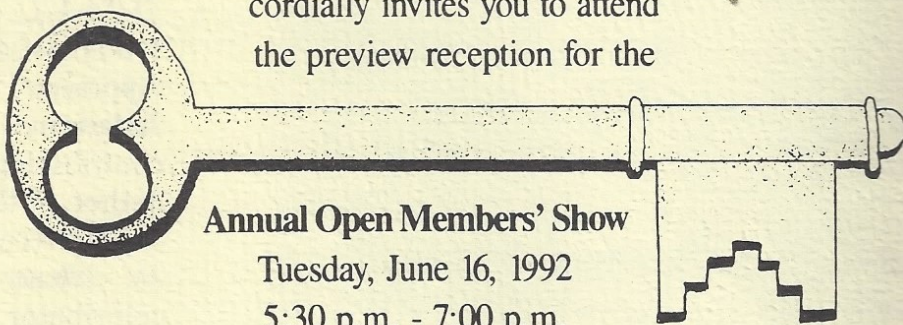 cordially invites you to attend
the preview reception for the
Annual Open Members' Show
Tuesday, June 16, 1992
5:30 p.m. - 7:00 p.m.